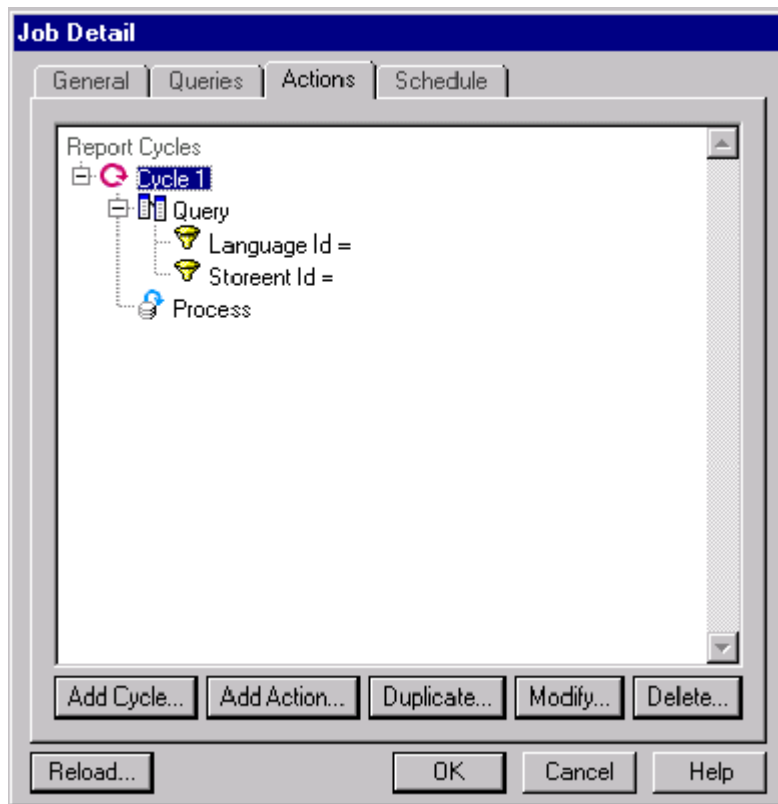 Job Detail
General Queries Actions Schedule
Report Cycles
Cycle 1
Query
Language Id =
Storeent Id =
Process
Add Cycle... Add Action... Duplicate... Modify... Delete...
Reload... OK Cancel Help